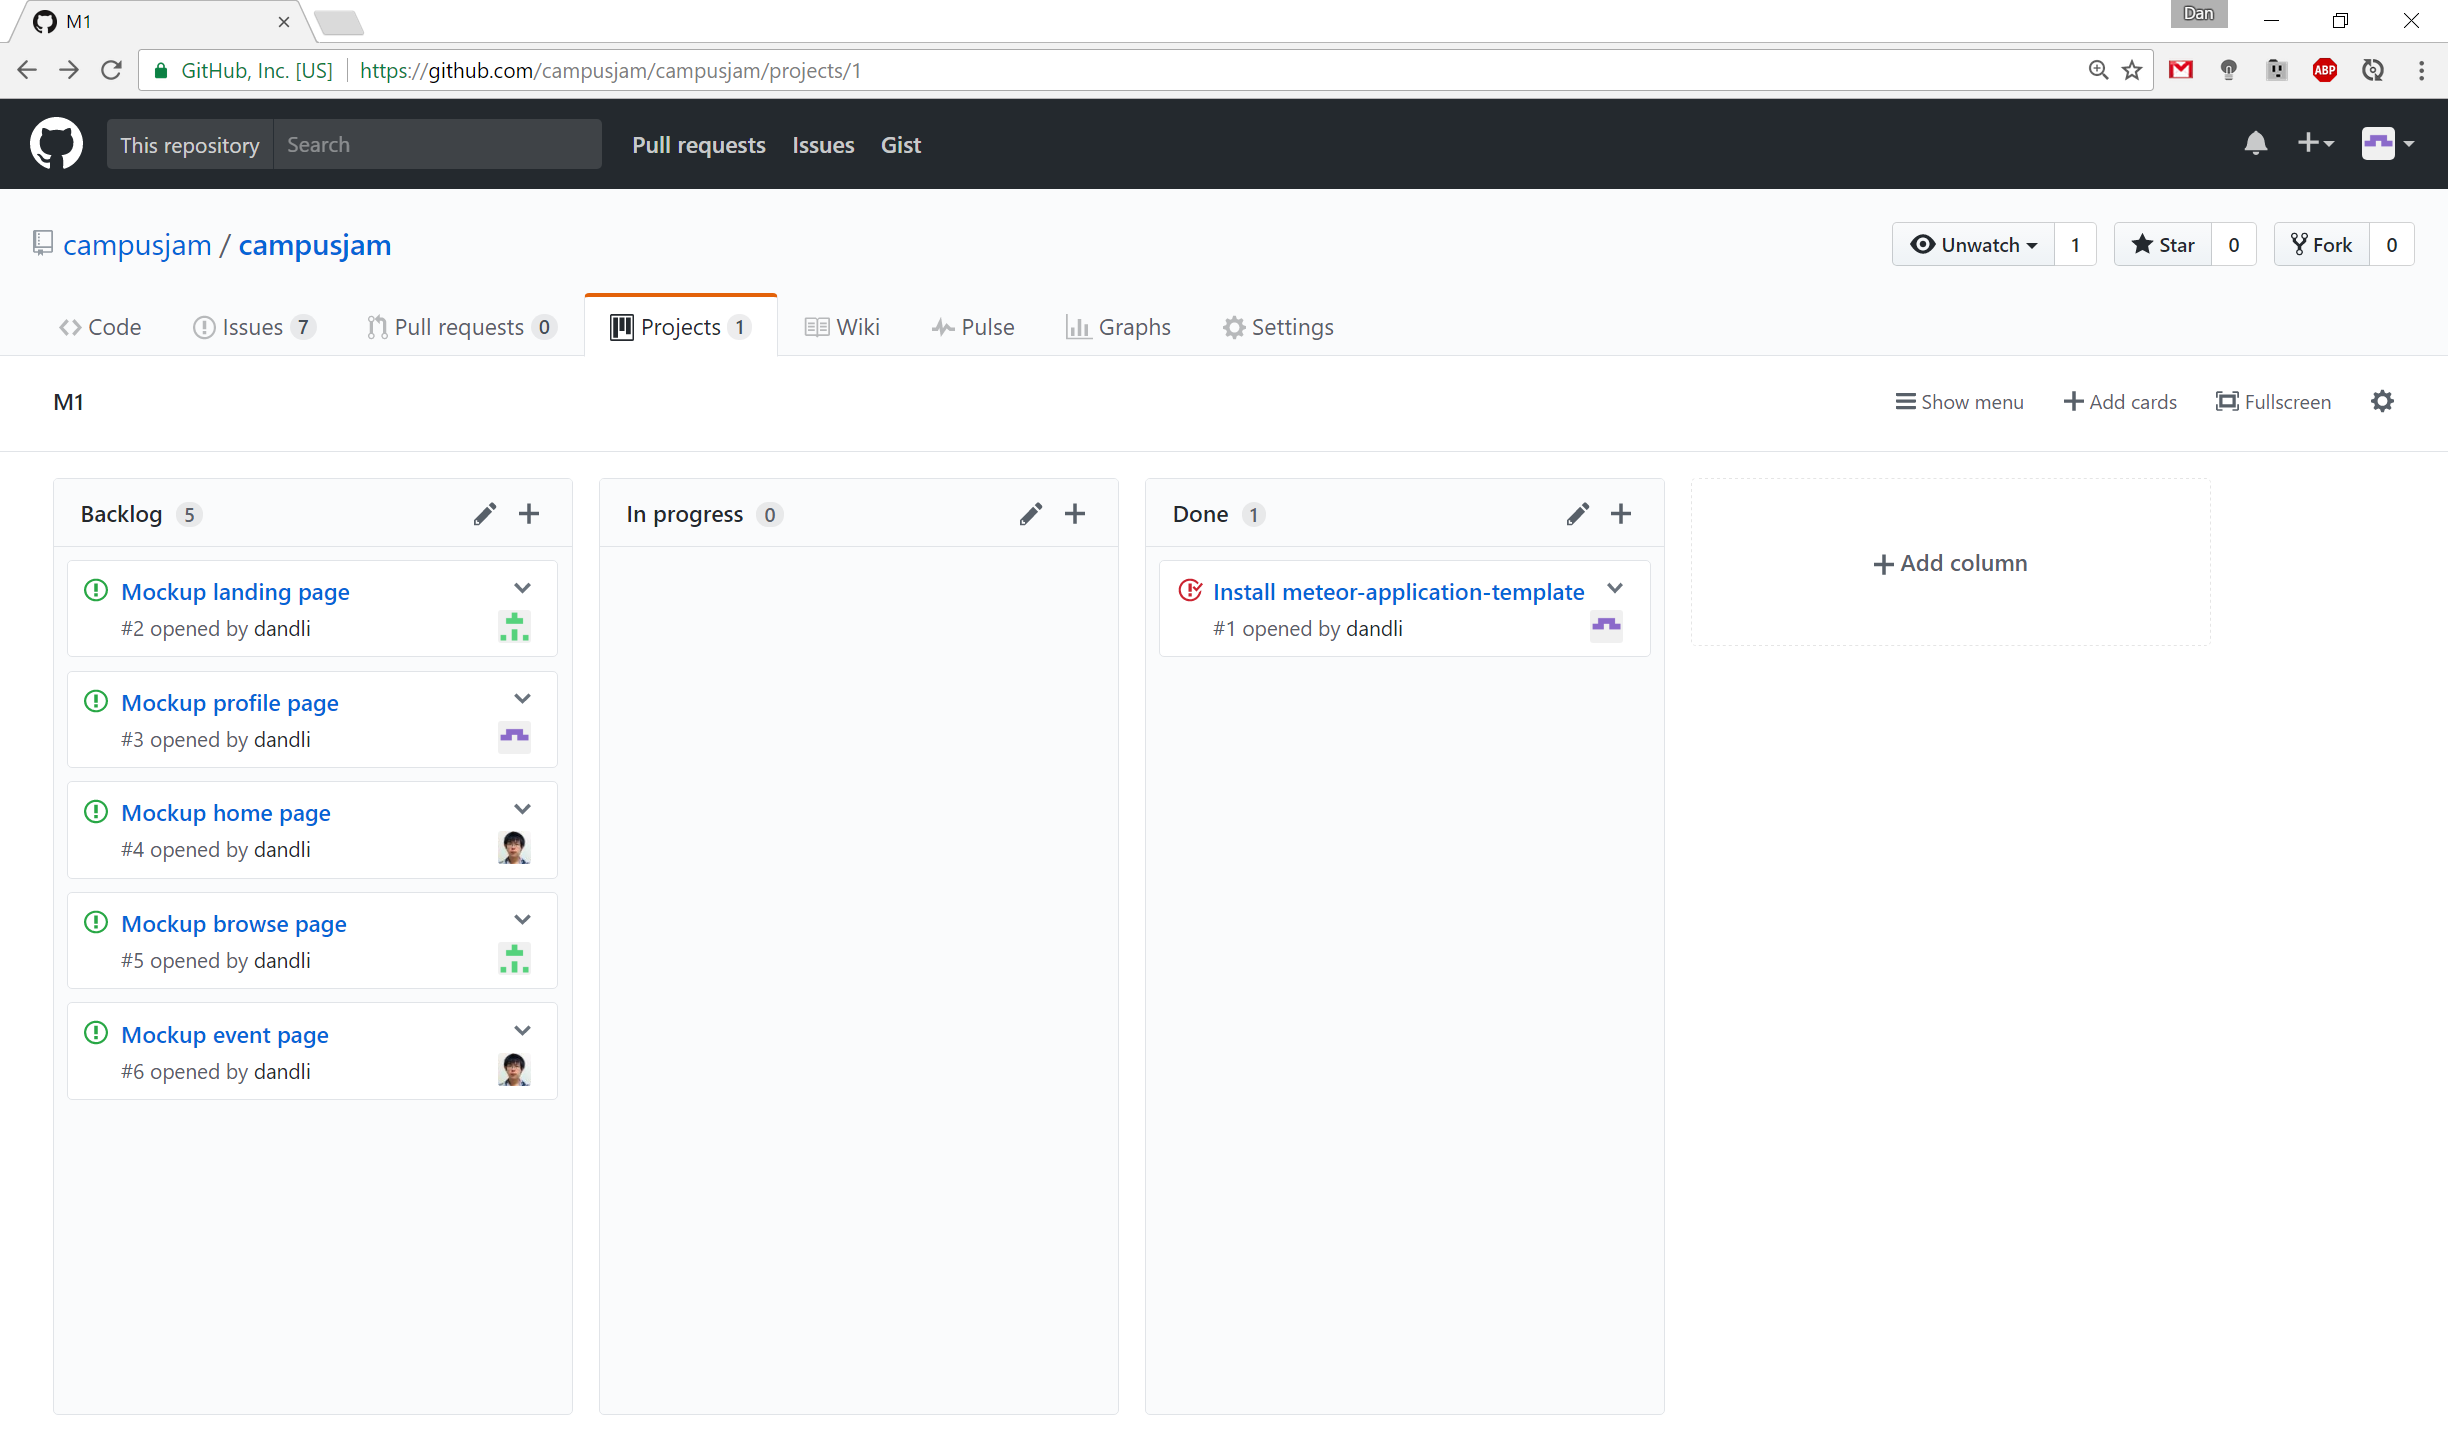 M1
Dan
GitHub, Inc. [US] https://github.com/campusjam/campusjam/projects/1
ABP
This repository Search Pull requests Issues Gist
campusjam / campusjam
Unwatch 1 Star 0 Fork 0
Code Issues 7 Pull requests 0 Projects 1 Wiki Pulse Graphs Settings
M1
Show menu Add cards Fullscreen
Backlog 5
Mockup landing page
#2 opened by dandli
Mockup profile page
#3 opened by dandli
Mockup home page
#4 opened by dandli
Mockup browse page
#5 opened by dandli
Mockup event page
#6 opened by dandli
In progress 0
Done 1
Install meteor-application-template
#1 opened by dandli
Add column